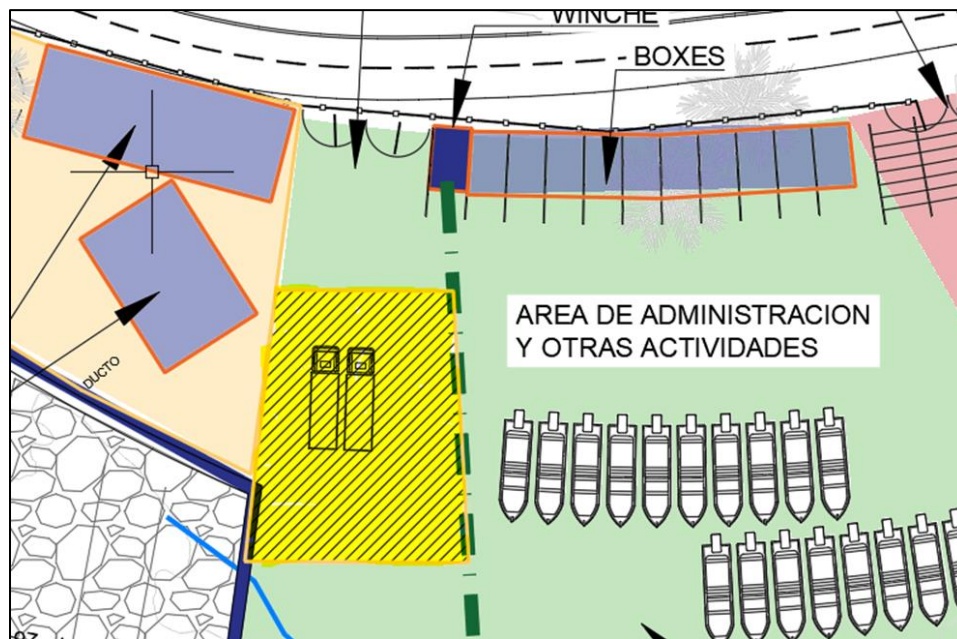 WINCHE
BOXES
AREA DE ADMINISTRACION
Y OTRAS ACTIVIDADES
DUCTO